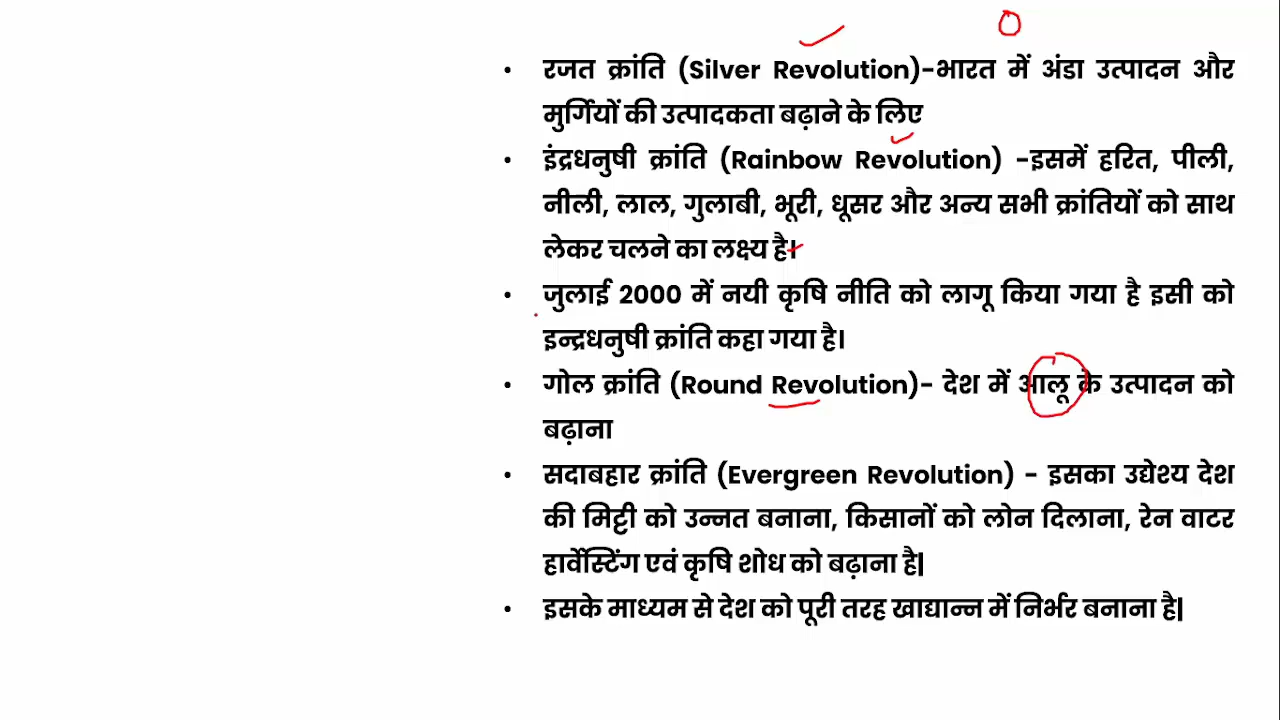 • रजत क्रांति (Silver Revolution)-भारत में अंडा उत्पादन और
मुर्गियों की उत्पादकता बढ़ाने के लिए
• इंद्रधनुषी क्रांति (Rainbow Revolution) -इसमें हरित, पीली,
नीली, लाल, गुलाबी, भूरी, धूसर और अन्य सभी क्रांतियों को साथ
लेकर चलने का लक्ष्य है।
• जुलाई 2000 में नयी कृषि नीति को लागू किया गया है इसी को
इन्द्रधनुषी क्रांति कहा गया है।
• गोल क्रांति (Round Revolution)- देश में आलू के उत्पादन को
बढ़ाना
• सदाबहार क्रांति (Evergreen Revolution) - इसका उद्येश्य देश
की मिट्टी को उन्नत बनाना, किसानों को लोन दिलाना, रेन वाटर
हार्वेस्टिंग एवं कृषि शोध को बढ़ाना है|
• इसके माध्यम से देश को पूरी तरह खाद्यान्न में निर्भर बनाना है|